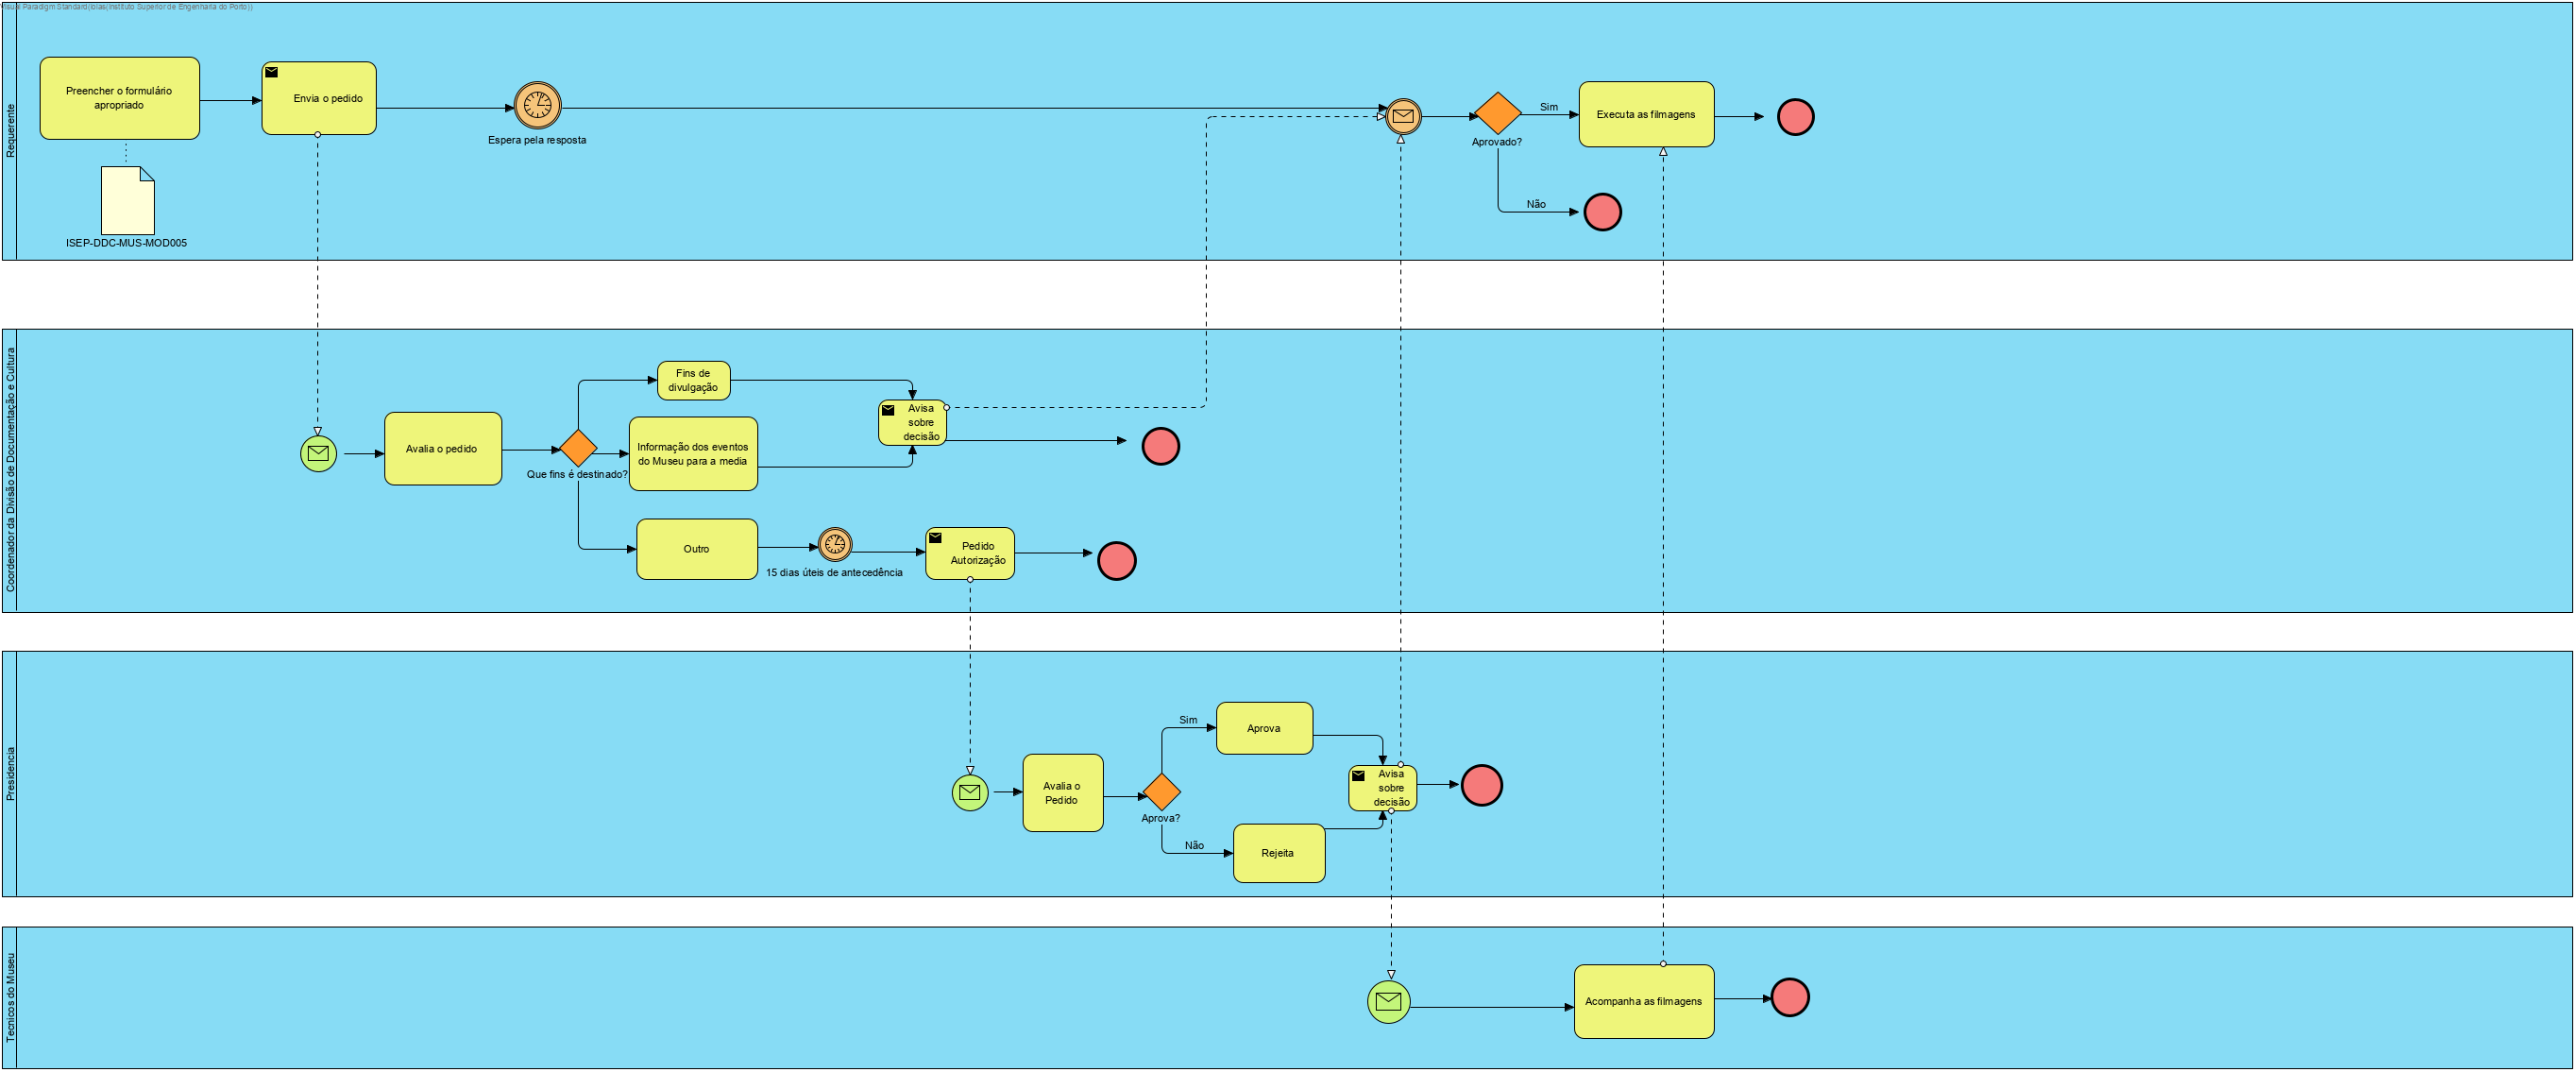 Visual Paradigm Standard(lolas(Instituto Superior de Engenharia do Porto))
Requerente
Preencher o formulário
apropriado
ISEP-DDC-MUS-MOD005
Envia o pedido
Espera pela resposta
Aprovado?
Sim
Não
Executa as filmagens
Coordenador da Divisão de Documentação e Cultura
Avalia o pedido
Que fins é destinado?
Fins de
divulgação
Informação dos eventos
do Museu para a media
Outro
Avisa
sobre
decisão
15 dias úteis de antecedência
Pedido
Autorização
Presidencia
Avalia o
Pedido
Aprova?
Sim
Não
Aprova
Rejeita
Avisa
sobre
decisão
Tecnicos do Museu
Acompanha as filmagens